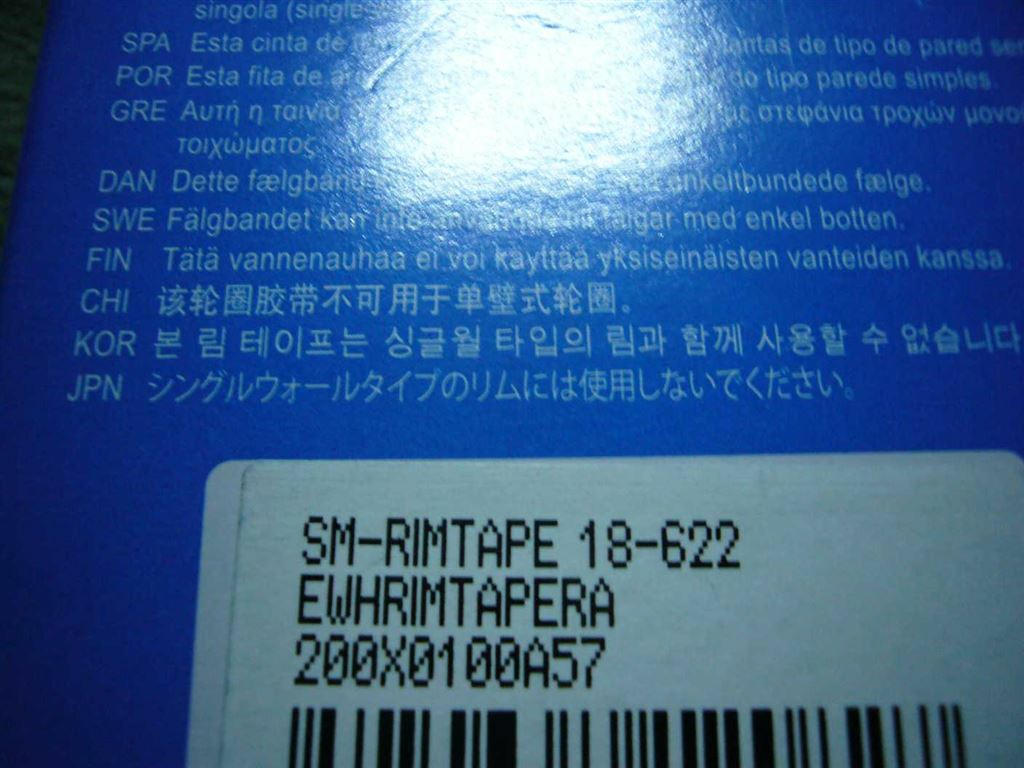 singola (single
SPA Esta cinta de tipo de pared
POR Esta fita de tipo parede simples.
GRE Αυτή η ταινία στεφάνια τροχών
τοιχώματος
DAN Dette fælgbånd enkeltbundede fælge.
SWE Fälgbandet kan inte användas till fälgar med enkel botten.
FIN Tätä vannenauhaa ei voi käyttää yksiseinäisten vanteiden kanssa.
CHI 该轮圈胶带不可用于单壁式轮圈。
KOR 본 림 테이프는 싱글월 타입의 림과 함께 사용할 수 없습니다
JPN シングルウォールタイプのリムには使用しないでください。
SM-RIMTAPE 18-622
EWHRIMTAPERA
200X0100A57